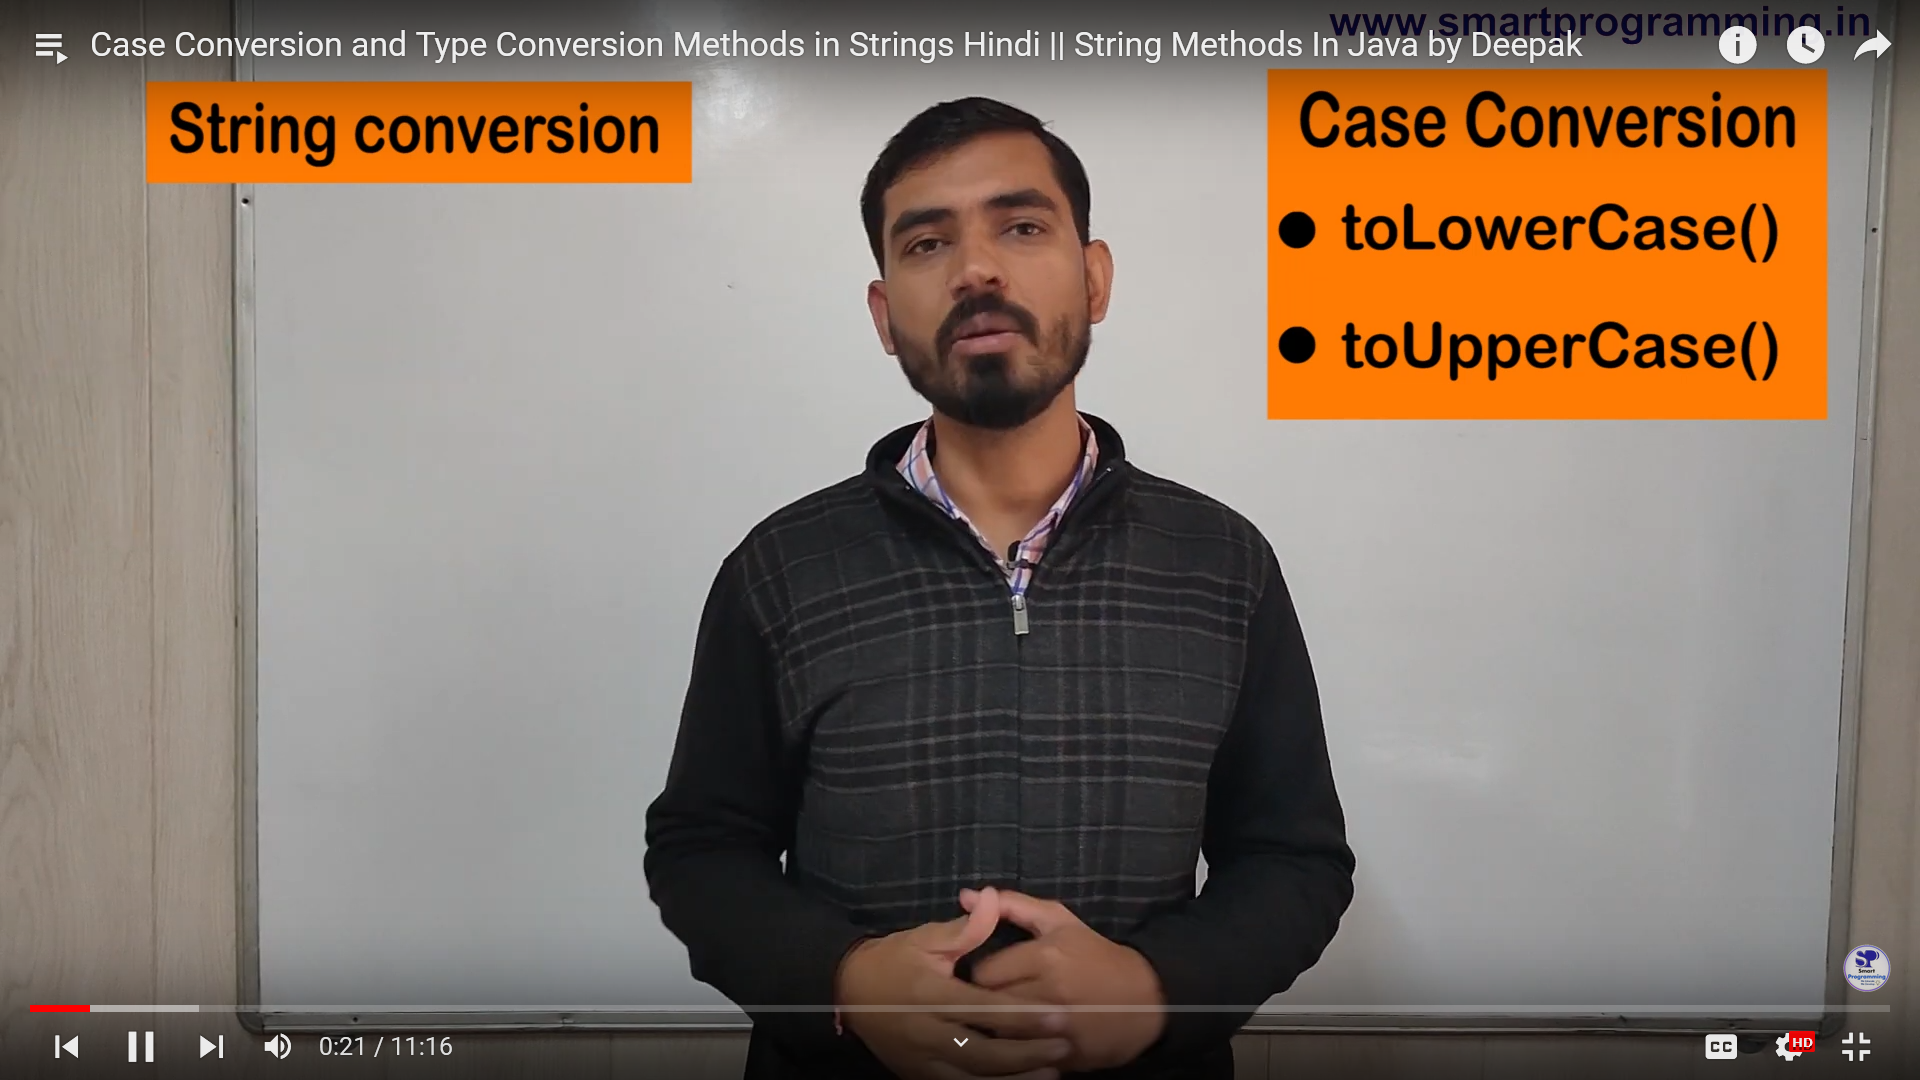 www.smartprogramming.in
Case Conversion and Type Conversion Methods in Strings Hindi || String Methods In Java by Deepak
String conversion
Case Conversion
● toLowerCase()
● toUpperCase()
SP
Smart
Programming
0:21 / 11:16
CC
HD